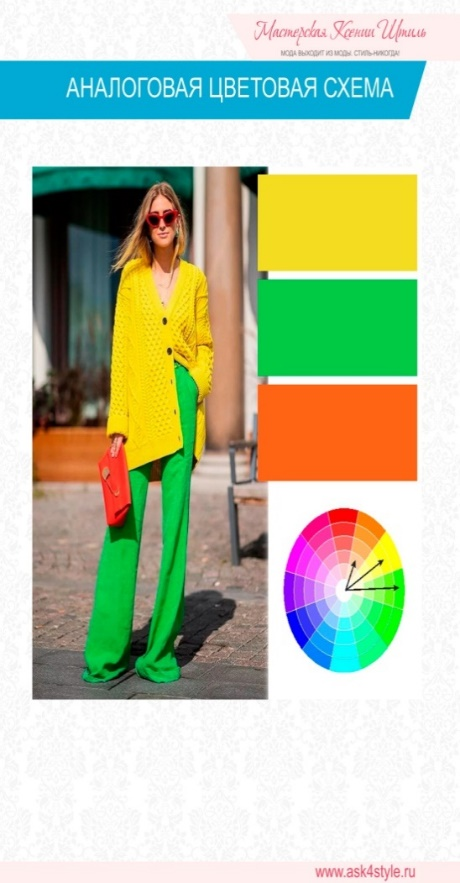 Мастерская Ксении Штиль
МОДА ВЫХОДИТ ИЗ МОДЫ. СТИЛЬ-НИКОГДА!
АНАЛОГОВАЯ ЦВЕТОВАЯ СХЕМА
www.ask4style.ru